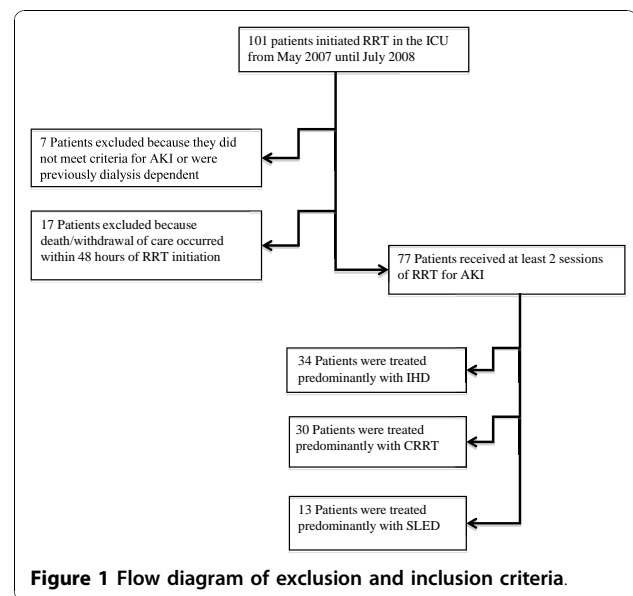 101 patients initiated RRT in the ICU
from May 2007 until July 2008
7 Patients excluded because they did
not meet criteria for AKI or were
previously dialysis dependent
17 Patients excluded because
death/withdrawal of care occurred
within 48 hours of RRT initiation
77 Patients received at least 2 sessions
of RRT for AKI
34 Patients were treated
predominantly with IHD
30 Patients were treated
predominantly with CRRT
13 Patients were treated
predominantly with SLED
Figure 1 Flow diagram of exclusion and inclusion criteria.